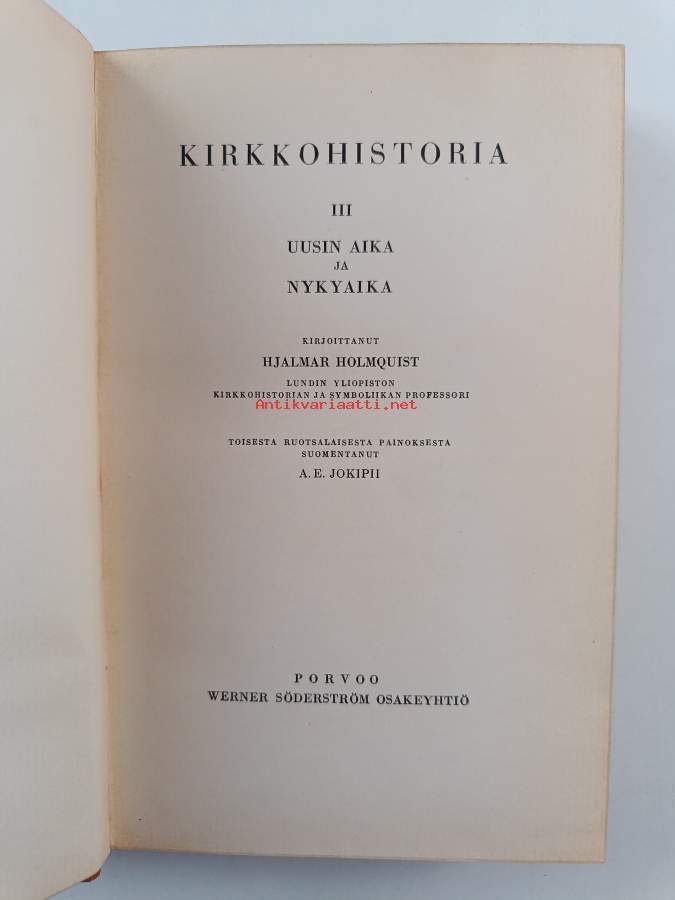 KIRKKOHISTORIA
III
UUSIN AIKA
JA
NYKYAIKA
KIRJOITTANUT
HJALMAR HOLMQUIST
LUNDIN YLIOPISTON
KIRKKOHISTORIAN JA SYMBOLIIKAN PROFESSORI
Antikvariaatti.net
TOISESTA RUOTSALAISESTA PAINOKSESTA
SUOMENTANUT
A. E. JOKIPII
PORVOO
WERNER SÖDERSTRÖM OSAKEYHTIÖ